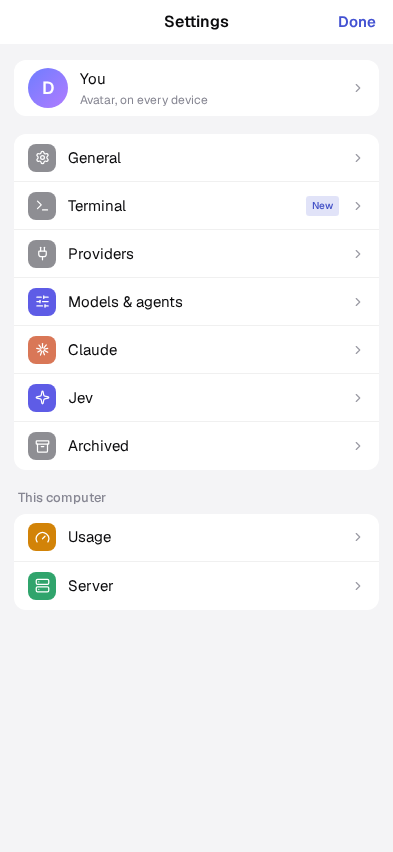 Settings
Done
D
You
Avatar, on every device
General
Terminal
New
Providers
Models & agents
Claude
Jev
Archived
This computer
Usage
Server